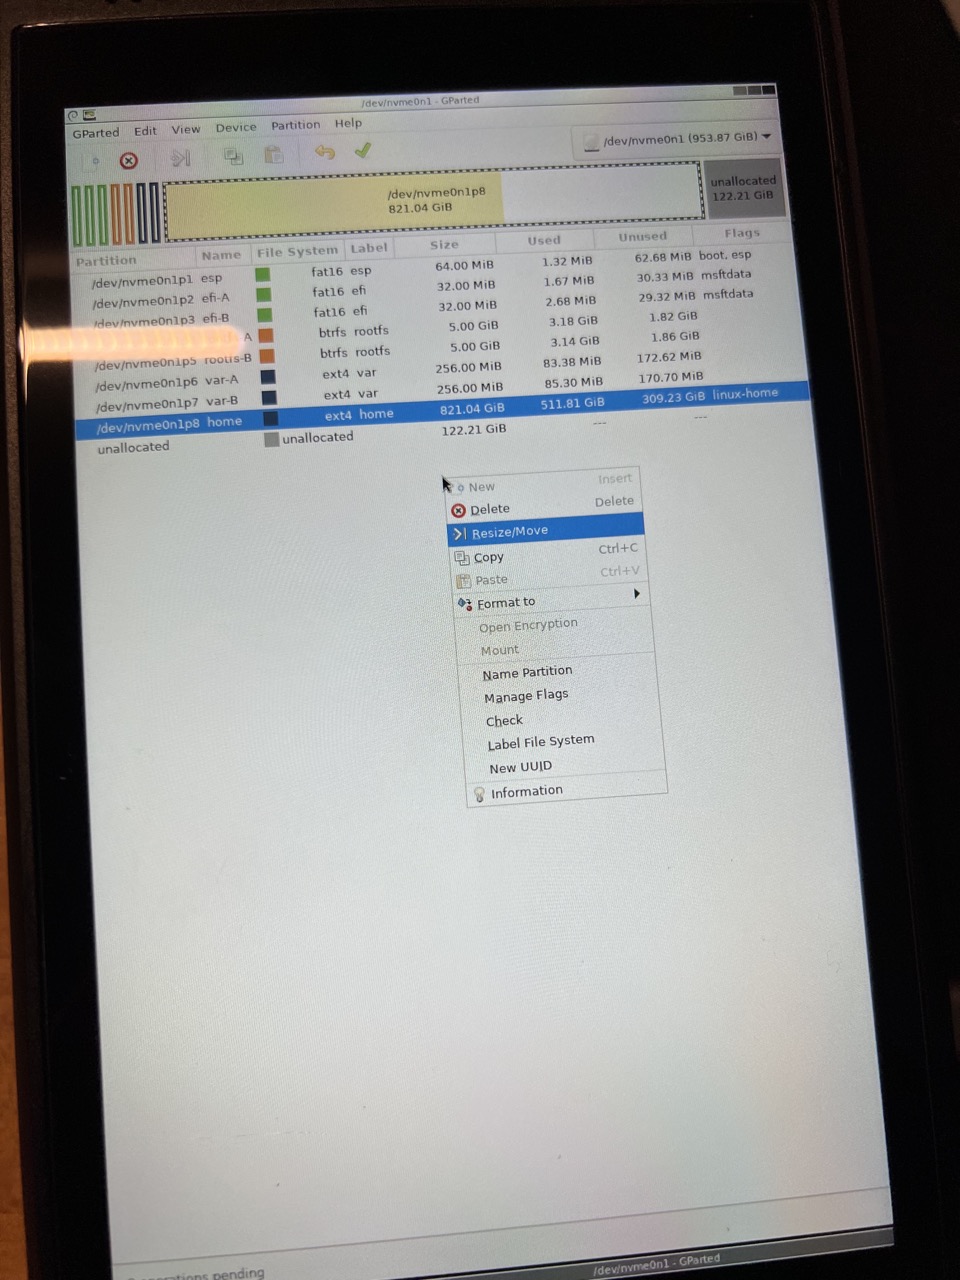 /dev/nvme0n1 - GParted
GParted Edit View Device Partition Help
/dev/nvme0n1 (953.87 GiB)
/dev/nvme0n1p8
821.04 GiB
unallocated
122.21 GiB
Partition Name File System Label Size Used Unused Flags
/dev/nvme0n1p1 esp fat16 esp 64.00 MiB 1.32 MiB 62.68 MiB boot, esp
/dev/nvme0n1p2 efi-A fat16 efi 32.00 MiB 1.67 MiB 30.33 MiB msftdata
/dev/nvme0n1p3 efi-B fat16 efi 32.00 MiB 2.68 MiB 29.32 MiB msftdata
A btrfs rootfs 5.00 GiB 3.18 GiB 1.82 GiB
/dev/nvme0n1p5 rootfs-B btrfs rootfs 5.00 GiB 3.14 GiB 1.86 GiB
/dev/nvme0n1p6 var-A ext4 var 256.00 MiB 83.38 MiB 172.62 MiB
/dev/nvme0n1p7 var-B ext4 var 256.00 MiB 85.30 MiB 170.70 MiB
/dev/nvme0n1p8 home ext4 home 821.04 GiB 511.81 GiB 309.23 GiB linux-home
unallocated unallocated 122.21 GiB --- ---
New Insert
Delete Delete
Resize/Move
Copy Ctrl+C
Paste Ctrl+V
Format to
Open Encryption
Mount
Name Partition
Manage Flags
Check
Label File System
New UUID
Information
operations pending
/dev/nvme0n1 - GParted